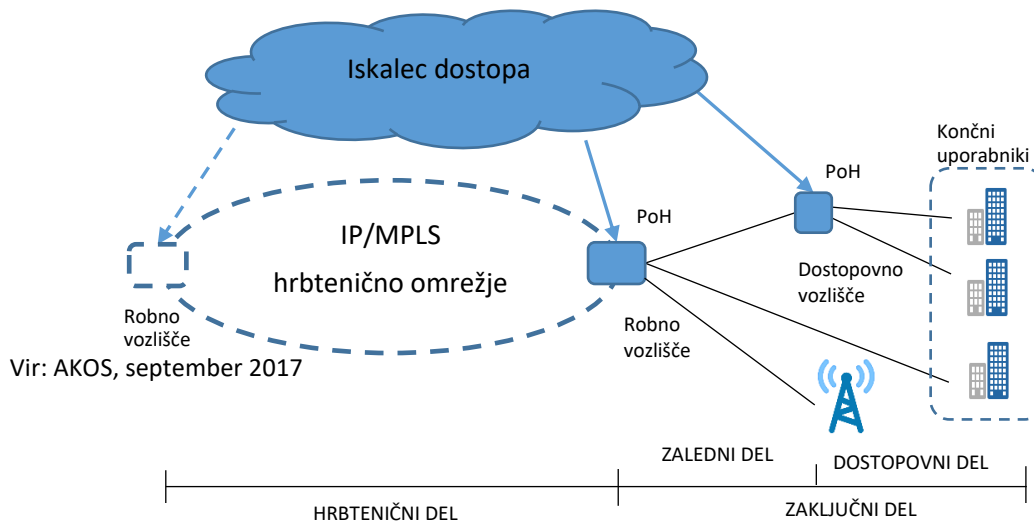 Iskalec dostopa
Končni
uporabniki
PoH
PoH
IP/MPLS
hrbtenično omrežje
Dostopovno
vozlišče
Robno
vozlišče
Robno
vozlišče
Vir: AKOS, september 2017
ZALEDNI DEL
DOSTOPOVNI DEL
HRBTENIČNI DEL
ZAKLJUČNI DEL